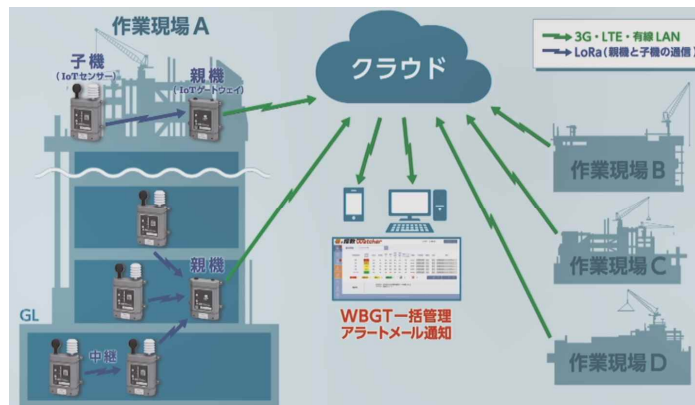 作業現場A
子機
(IoTセンサー)
親機
(IoTゲートウェイ)
クラウド
3G・LTE・有線LAN
LoRa(親機と子機の通信)
作業現場B
作業現場C
作業現場D
親機
GL
中継
WBGT一括管理
アラートメール通知